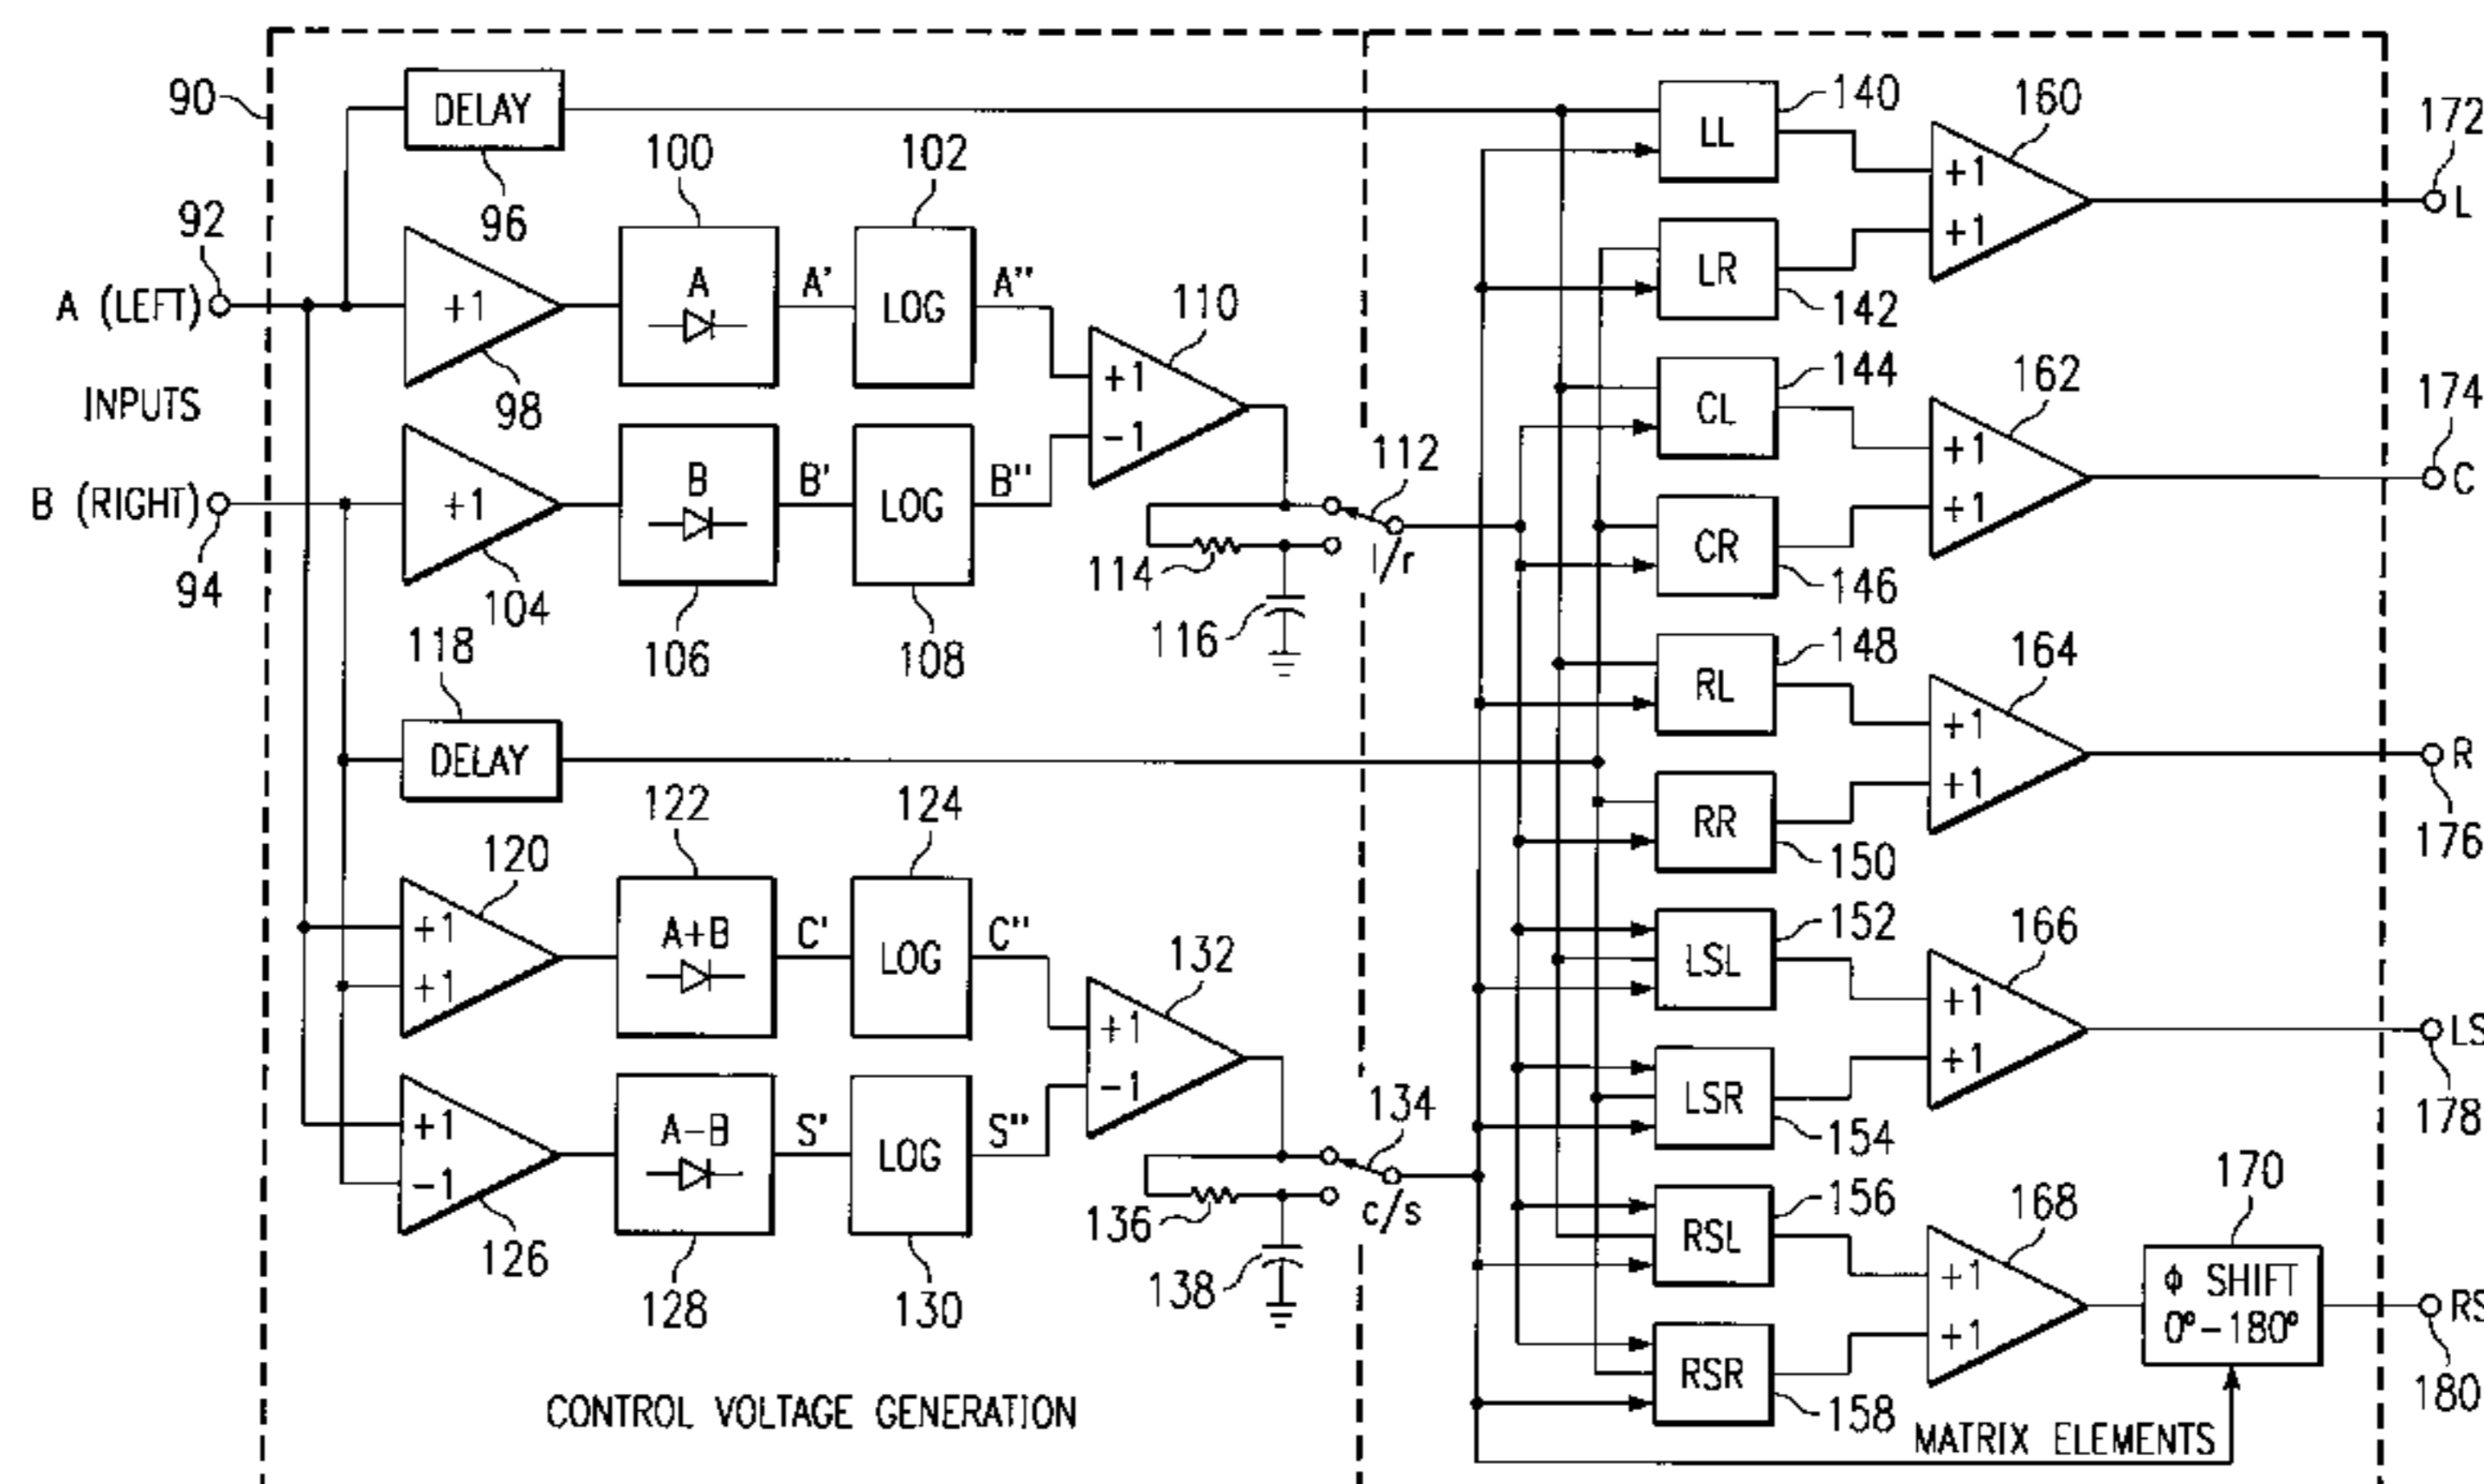 90
DELAY
96
92
A (LEFT)
+1
98
100
A
A'
102
LOG
A"
110
+1
-1
INPUTS
B (RIGHT)
94
+1
104
B
106
B'
LOG
108
B"
112
l/r
114
116
118
DELAY
120
+1
+1
122
A+B
C'
124
LOG
C"
132
+1
-1
+1
-1
126
A-B
128
S'
LOG
130
S"
134
c/s
136
138
CONTROL VOLTAGE GENERATION
LL
140
LR
142
160
+1
+1
172
L
CL
144
CR
146
162
+1
+1
174
C
RL
148
RR
150
164
+1
+1
R
176
LSL
152
LSR
154
166
+1
+1
LS
178
RSL
156
RSR
158
168
+1
+1
170
ϕ SHIFT
0°-180°
RS
180
MATRIX ELEMENTS